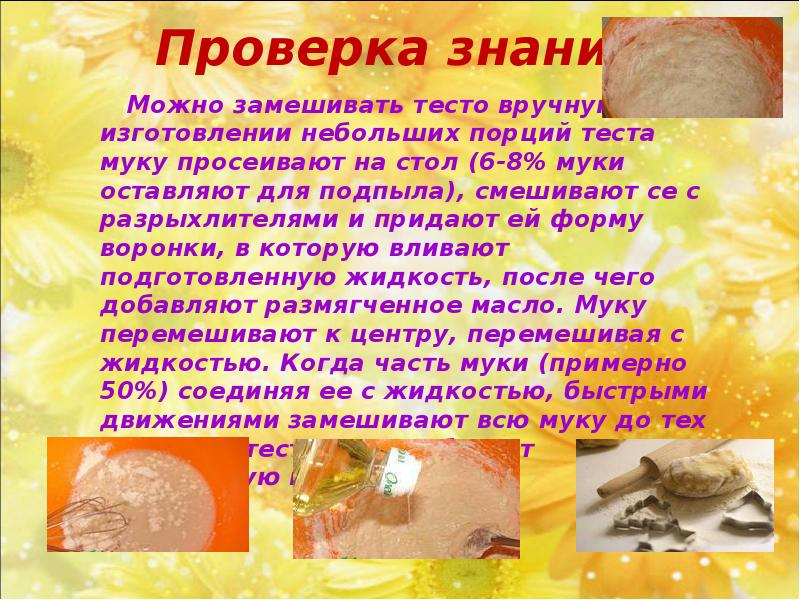 Проверка
Можно замешивать тесто
изготовлении небольших порций теста
муку просеивают на стол (6-8% муки
оставляют для подпыла), смешивают се с
разрыхлителями и придают ей форму
воронки, в которую вливают
подготовленную жидкость, после чего
добавляют размягченное масло. Муку
перемешивают к центру, перемешивая с
жидкостью. Когда часть муки (примерно
50%) соединяя ее с жидкостью, быстрыми
движениями замешивают всю муку до тех